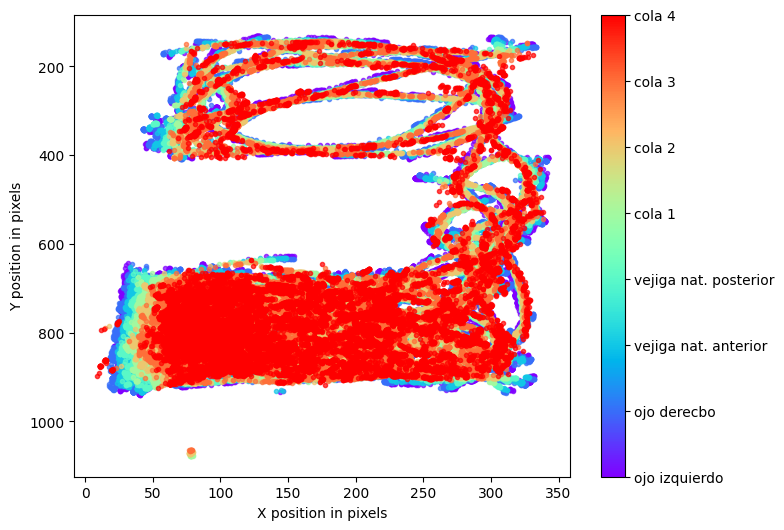 200
400
600
800
1000
Y position in pixels
0
50
100
150
200
250
300
350
X position in pixels
cola 4
cola 3
cola 2
cola 1
vejiga nat. posterior
vejiga nat. anterior
ojo derecbo
ojo izquierdo